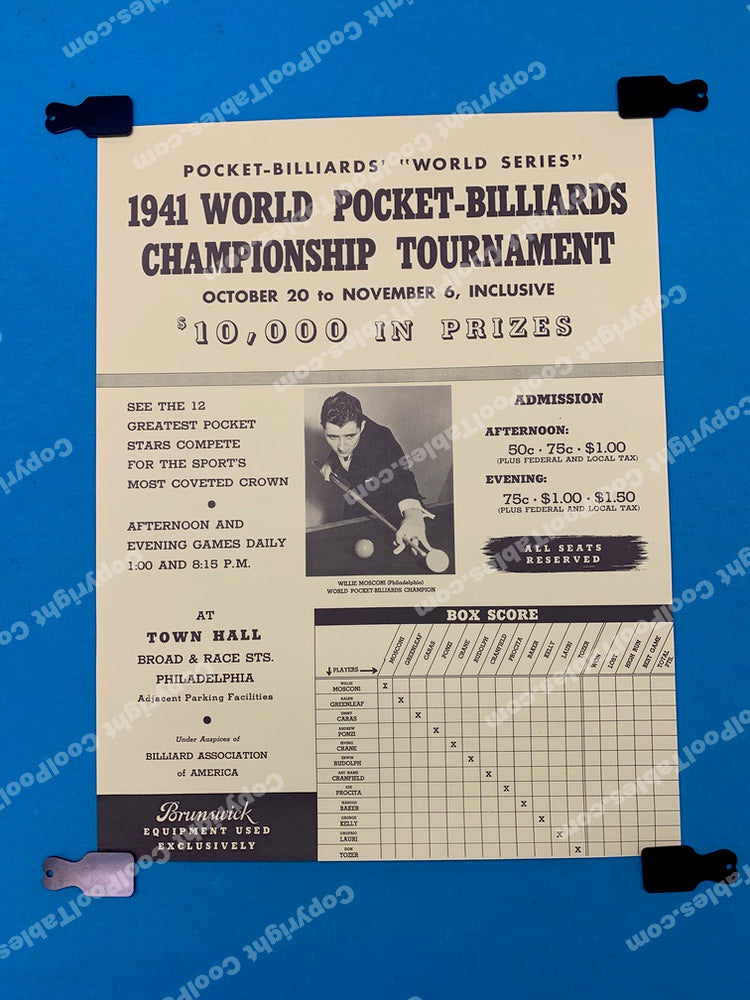 POCKET-BILLIARDS' "WORLD SERIES"
1941 WORLD POCKET-BILLIARDS
CHAMPIONSHIP TOURNAMENT
OCTOBER 20 to NOVEMBER 6, INCLUSIVE
$10,000 IN PRIZES
SEE THE 12
GREATEST POCKET
STARS COMPETE
FOR THE SPORT'S
MOST COVETED CROWN
AFTERNOON AND
EVENING GAMES DAILY
1:00 AND 8:15 P.M.
AT
TOWN HALL
BROAD & RACE STS.
PHILADELPHIA
Adjacent Parking Facilities
Under Auspices of
BILLIARD ASSOCIATION
of AMERICA
Brunswick
EQUIPMENT USED
EXCLUSIVELY
WILLIE MOSCONI (Philadelphia)
WORLD POCKET-BILLIARDS CHAMPION
ADMISSION
AFTERNOON:
50c · 75c · $1.00
(PLUS FEDERAL AND LOCAL TAX)
EVENING:
75c · $1.00 · $1.50
(PLUS FEDERAL AND LOCAL TAX)
ALL SEATS
RESERVED
BOX SCORE
PLAYERS MOSCONI GREENLEAF CARAS PONZI CRANE RUDOLPH CRANFIELD PROCITA BAKER KELLY LAURI TOZER WON LOST HIGH RUN BEST GAME TOTAL PTS.
WILLIE
MOSCONI X
RALPH
GREENLEAF X
JIMMY
CARAS X
ANDREW
PONZI X
IRVING
CRANE X
ERWIN
RUDOLPH X
ART HANS
CRANFIELD X
JOE
PROCITA X
HAROLD
BAKER X
GEORGE
KELLY X
ONOFRIO
LAURI X
DON
TOZER X
Copyright CoolPoolTables.com